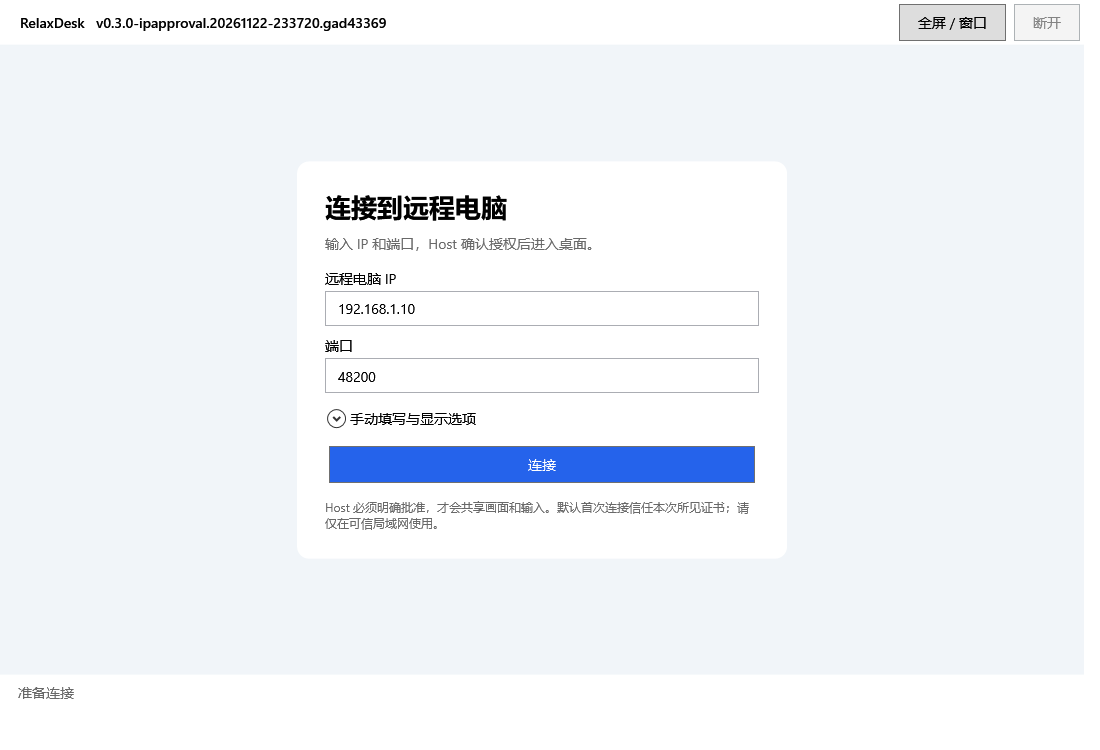 RelaxDesk v0.3.0-ipapproval.20261122-233720.gad43369
全屏 / 窗口
断开
连接到远程电脑
输入 IP 和端口，Host 确认授权后进入桌面。
远程电脑 IP
192.168.1.10
端口
48200
手动填写与显示选项
连接
Host 必须明确批准，才会共享画面和输入。默认首次连接信任本次所见证书；请
仅在可信局域网使用。
准备连接